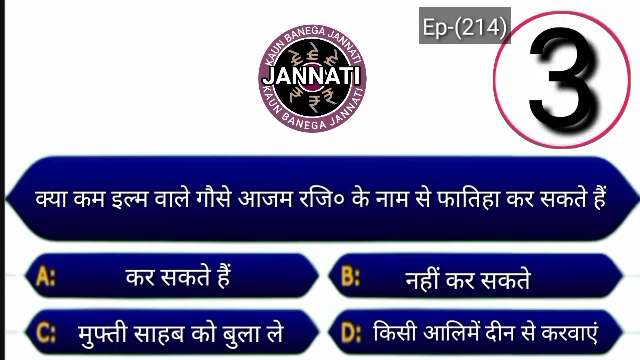 Ep-(214)
3
KAUN BANEGA JANNATI
JANNATI
KAUN BANEGA JANNATI
क्या कम इल्म वाले गौसे आजम रजि० के नाम से फातिहा कर सकते हैं
A: कर सकते हैं
B: नहीं कर सकते
C: मुफ्ती साहब को बुला ले
D: किसी आलिमें दीन से करवाएं